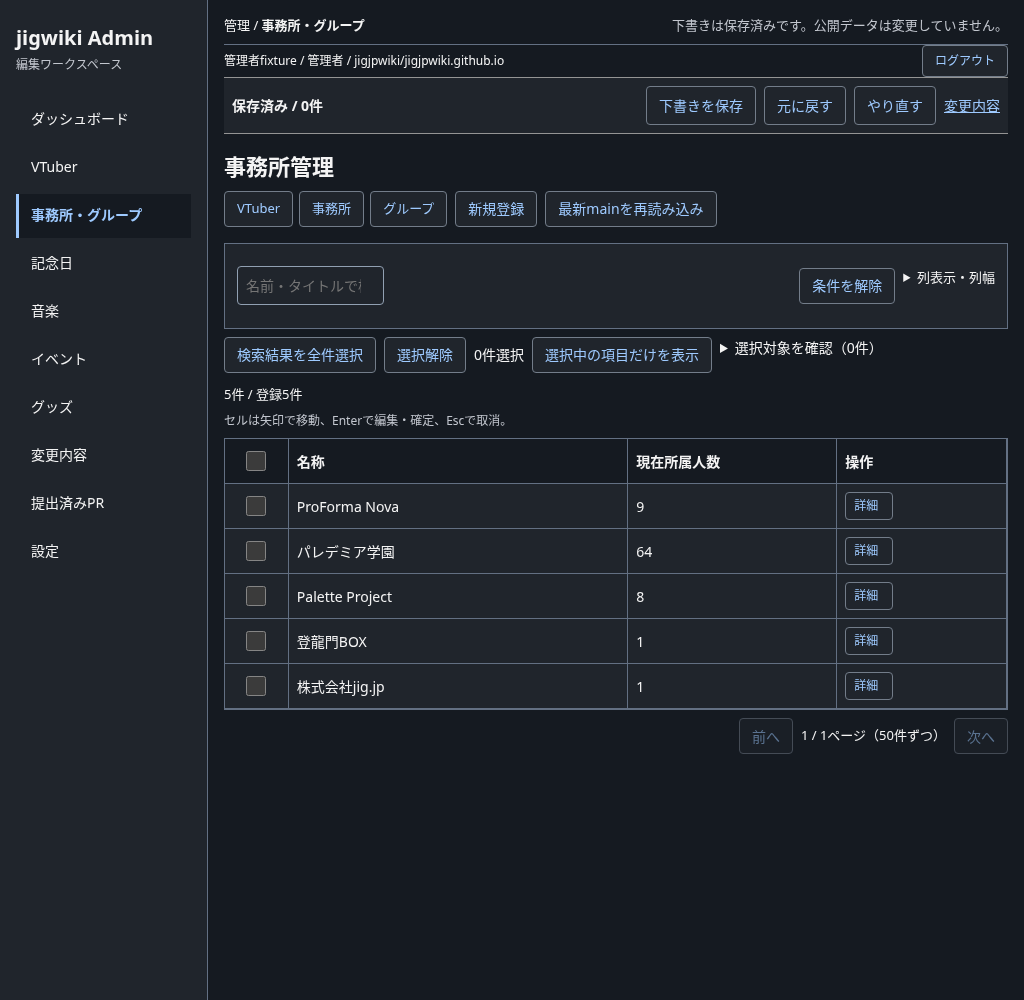 jigwiki Admin
編集ワークスペース
ダッシュボード
VTuber
事務所・グループ
記念日
音楽
イベント
グッズ
変更内容
提出済みPR
設定
管理 / 事務所・グループ
下書きは保存済みです。公開データは変更していません。
管理者fixture / 管理者 / jigjpwiki/jigjpwiki.github.io
ログアウト
保存済み / 0件
下書きを保存 元に戻す やり直す 変更内容
事務所管理
VTuber 事務所 グループ 新規登録 最新mainを再読み込み
名前・タイトルで
条件を解除 ▶ 列表示・列幅
検索結果を全件選択 選択解除 0件選択 選択中の項目だけを表示 ▶ 選択対象を確認（0件）
5件 / 登録5件
セルは矢印で移動、Enterで編集・確定、Escで取消。
名称 現在所属人数 操作
ProForma Nova 9 詳細
パレデミア学園 64 詳細
Palette Project 8 詳細
登龍門BOX 1 詳細
株式会社jig.jp 1 詳細
前へ 1 / 1ページ（50件ずつ） 次へ